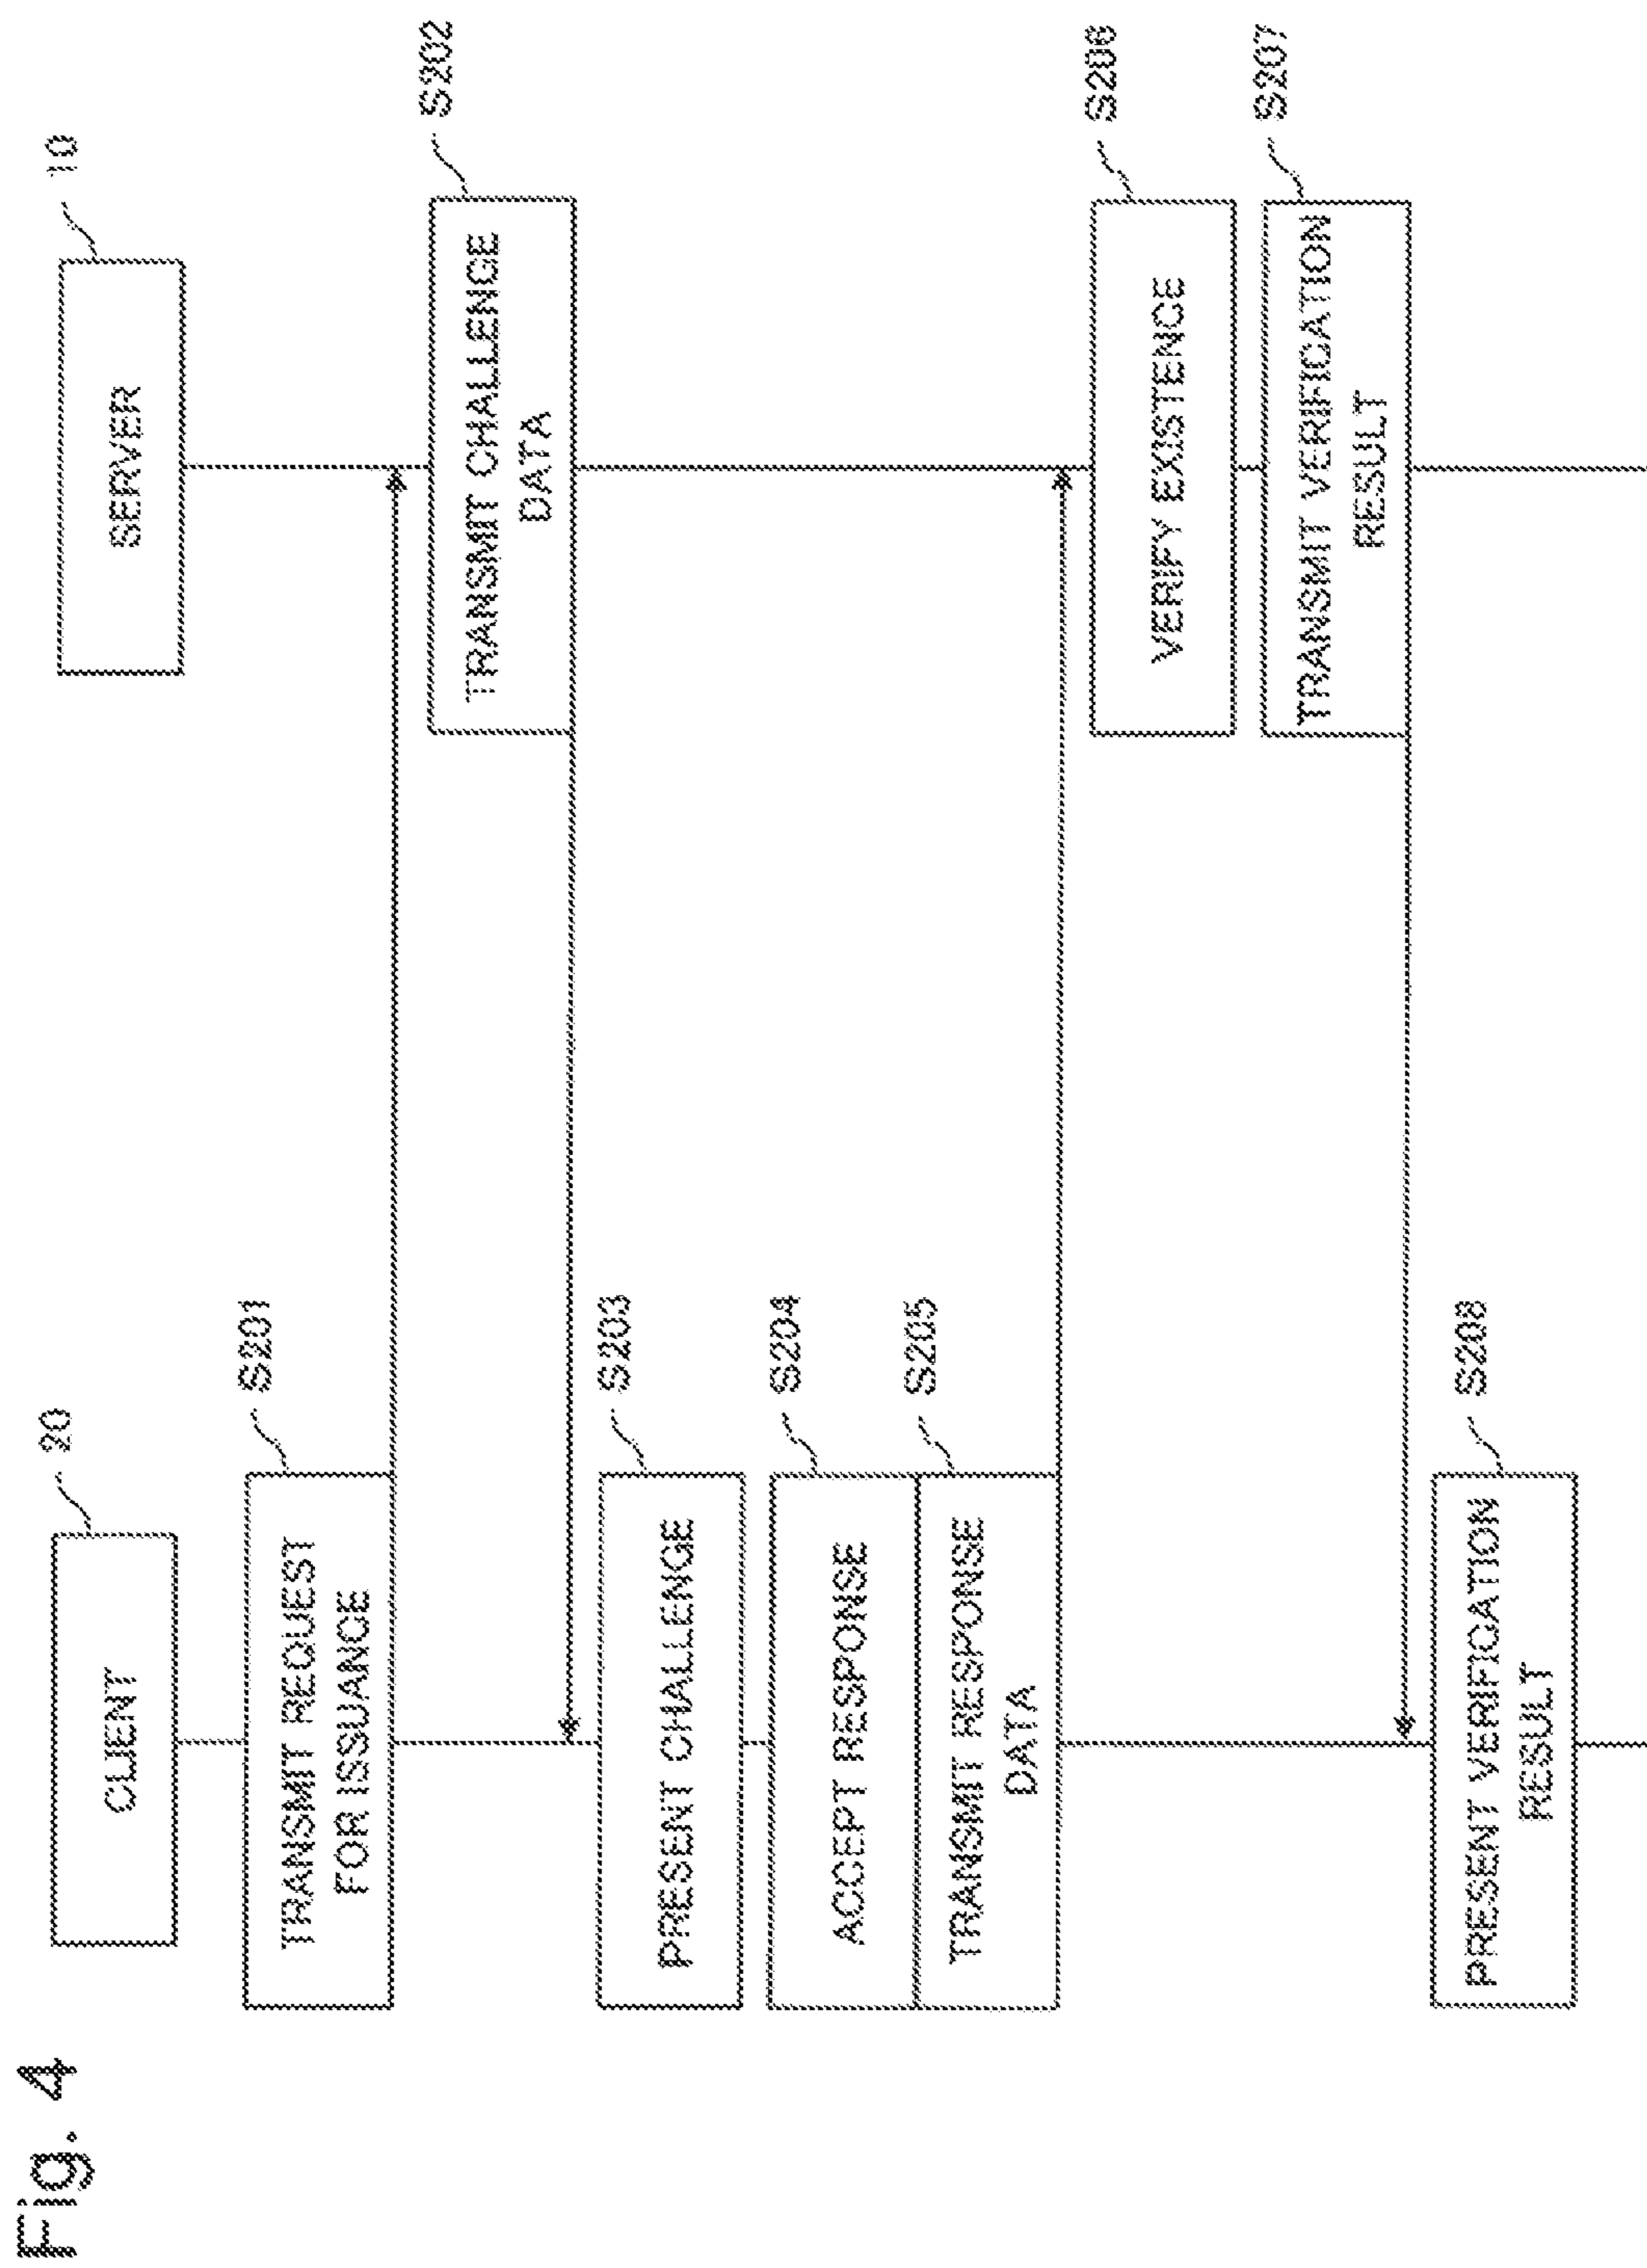 Fig. 4
20
CLIENT
10
SERVER
S201
TRANSMIT REQUEST
FOR ISSUANCE
S202
TRANSMIT CHALLENGE
DATA
S203
PRESENT CHALLENGE
S204
ACCEPT RESPONSE
S205
TRANSMIT RESPONSE
DATA
S206
VERIFY EXISTENCE
S207
TRANSMIT VERIFICATION
RESULT
S208
PRESENT VERIFICATION
RESULT